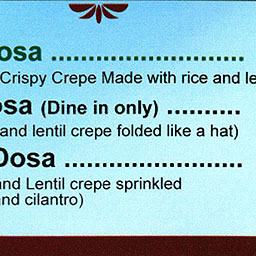 osa ........................
Crispy Crepe Made with rice and le
osa (Dine in only) .........
and lentil crepe folded like a hat)
Dosa ......................
and Lentil crepe sprinkled
and cilantro)